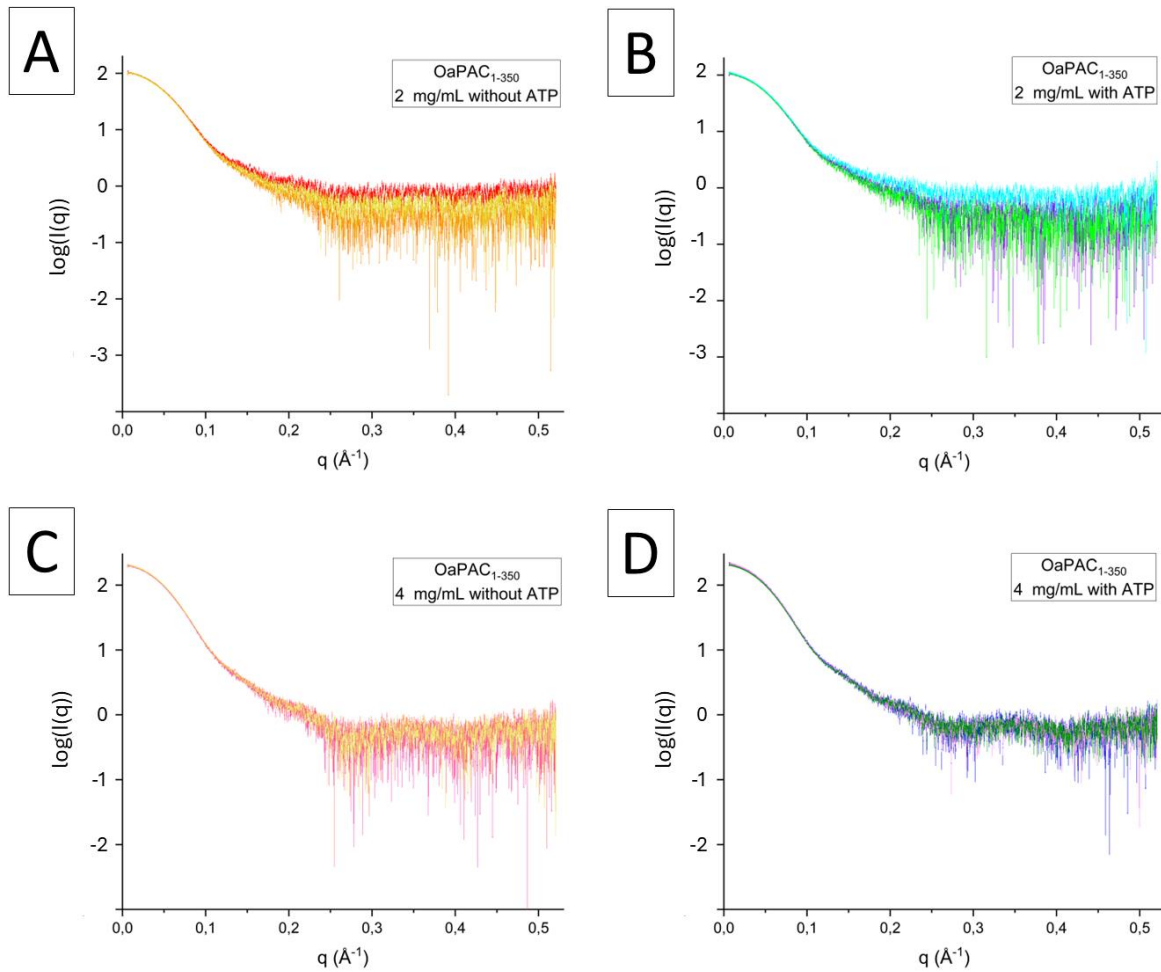 A
OaPAC1-350
2 mg/mL without ATP
log(I(q))
2
1
0
-1
-2
-3
0,0 0,1 0,2 0,3 0,4 0,5
q (Å-1)
B
OaPAC1-350
2 mg/mL with ATP
log(I(q))
2
1
0
-1
-2
-3
0,0 0,1 0,2 0,3 0,4 0,5
q (Å-1)
C
OaPAC1-350
4 mg/mL without ATP
log(I(q))
2
1
0
-1
-2
0,0 0,1 0,2 0,3 0,4 0,5
q (Å-1)
D
OaPAC1-350
4 mg/mL with ATP
log(I(q))
2
1
0
-1
-2
0,0 0,1 0,2 0,3 0,4 0,5
q (Å-1)